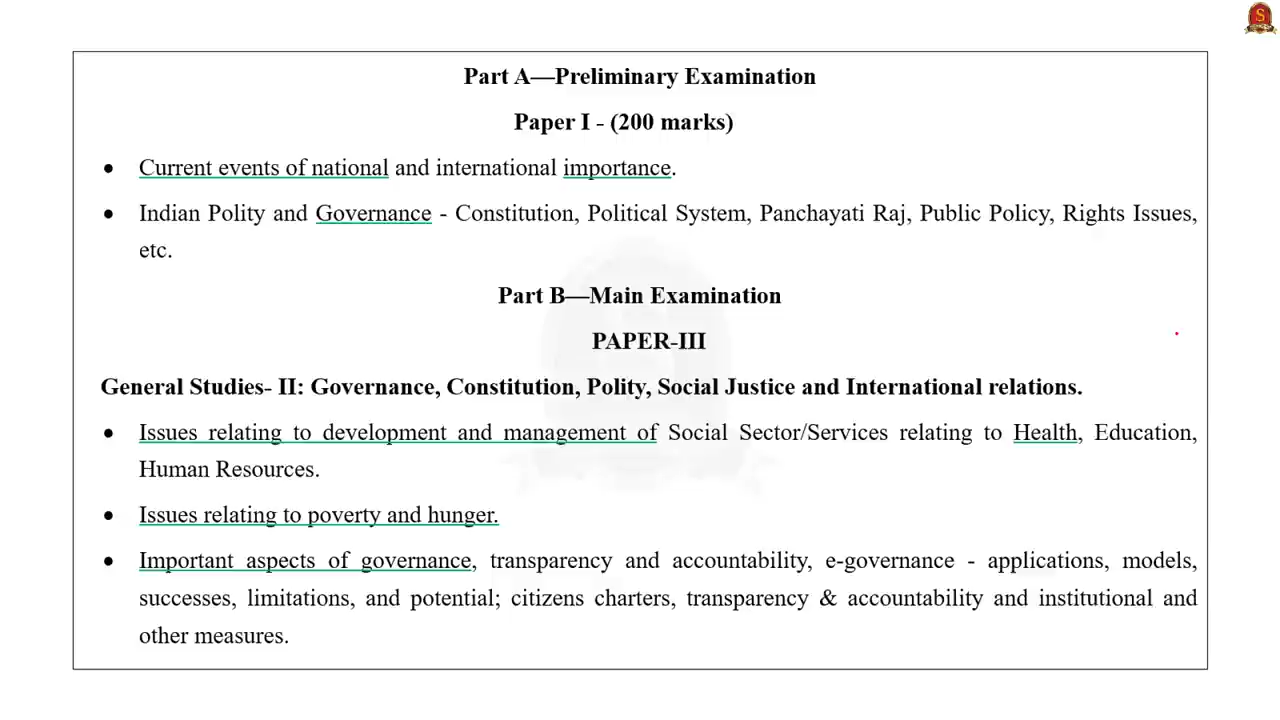 Part A—Preliminary Examination
Paper I - (200 marks)
• Current events of national and international importance.
• Indian Polity and Governance - Constitution, Political System, Panchayati Raj, Public Policy, Rights Issues,
etc.
Part B—Main Examination
PAPER-III
General Studies- II: Governance, Constitution, Polity, Social Justice and International relations.
• Issues relating to development and management of Social Sector/Services relating to Health, Education,
Human Resources.
• Issues relating to poverty and hunger.
• Important aspects of governance, transparency and accountability, e-governance - applications, models,
successes, limitations, and potential; citizens charters, transparency & accountability and institutional and
other measures.